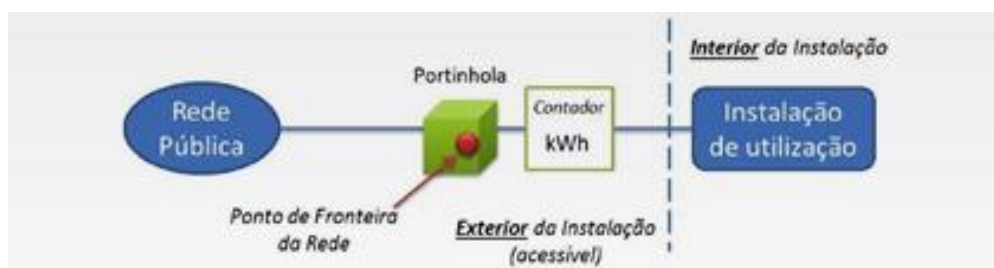 Rede
Pública
Portinhola
Contador
kWh
Interior da Instalação
Instalação
de utilização
Ponto de Fronteira
da Rede
Exterior da Instalação
(acessível)